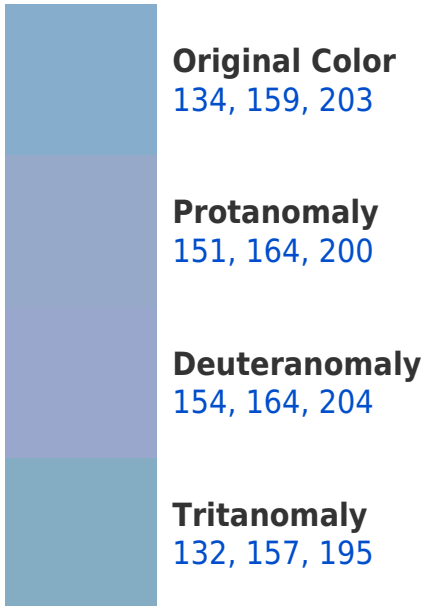 Original Color
134, 159, 203
Protanomaly
151, 164, 200
Deuteranomaly
154, 164, 204
Tritanomaly
132, 157, 195